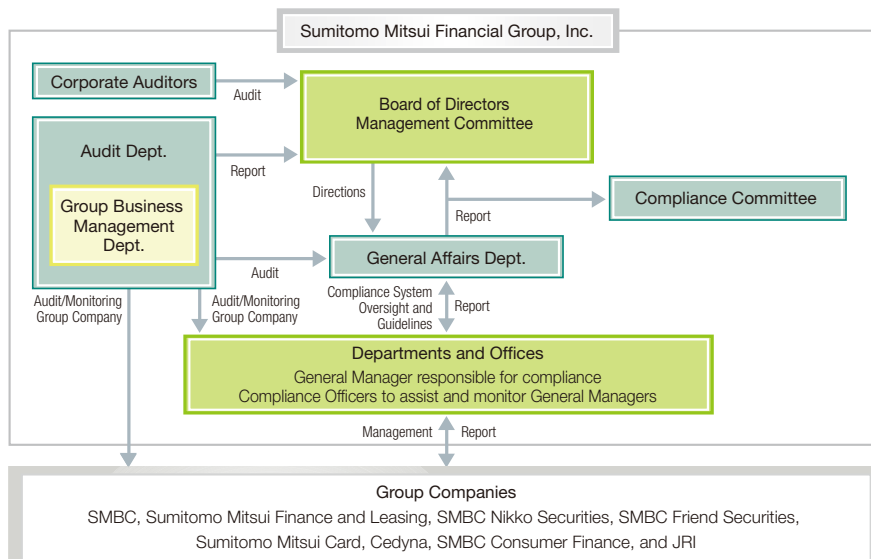 Sumitomo Mitsui Financial Group, Inc.
Corporate Auditors
Audit
Board of Directors
Management Committee
Audit Dept.
Report
Group Business
Management
Dept.
Directions
Report
Compliance Committee
Audit
General Affairs Dept.
Audit/Monitoring
Group Company
Audit/Monitoring
Group Company
Compliance System
Oversight and
Guidelines
Report
Departments and Offices
General Manager responsible for compliance
Compliance Officers to assist and monitor General Managers
Management
Report
Group Companies
SMBC, Sumitomo Mitsui Finance and Leasing, SMBC Nikko Securities, SMBC Friend Securities,
Sumitomo Mitsui Card, Cedyna, SMBC Consumer Finance, and JRI